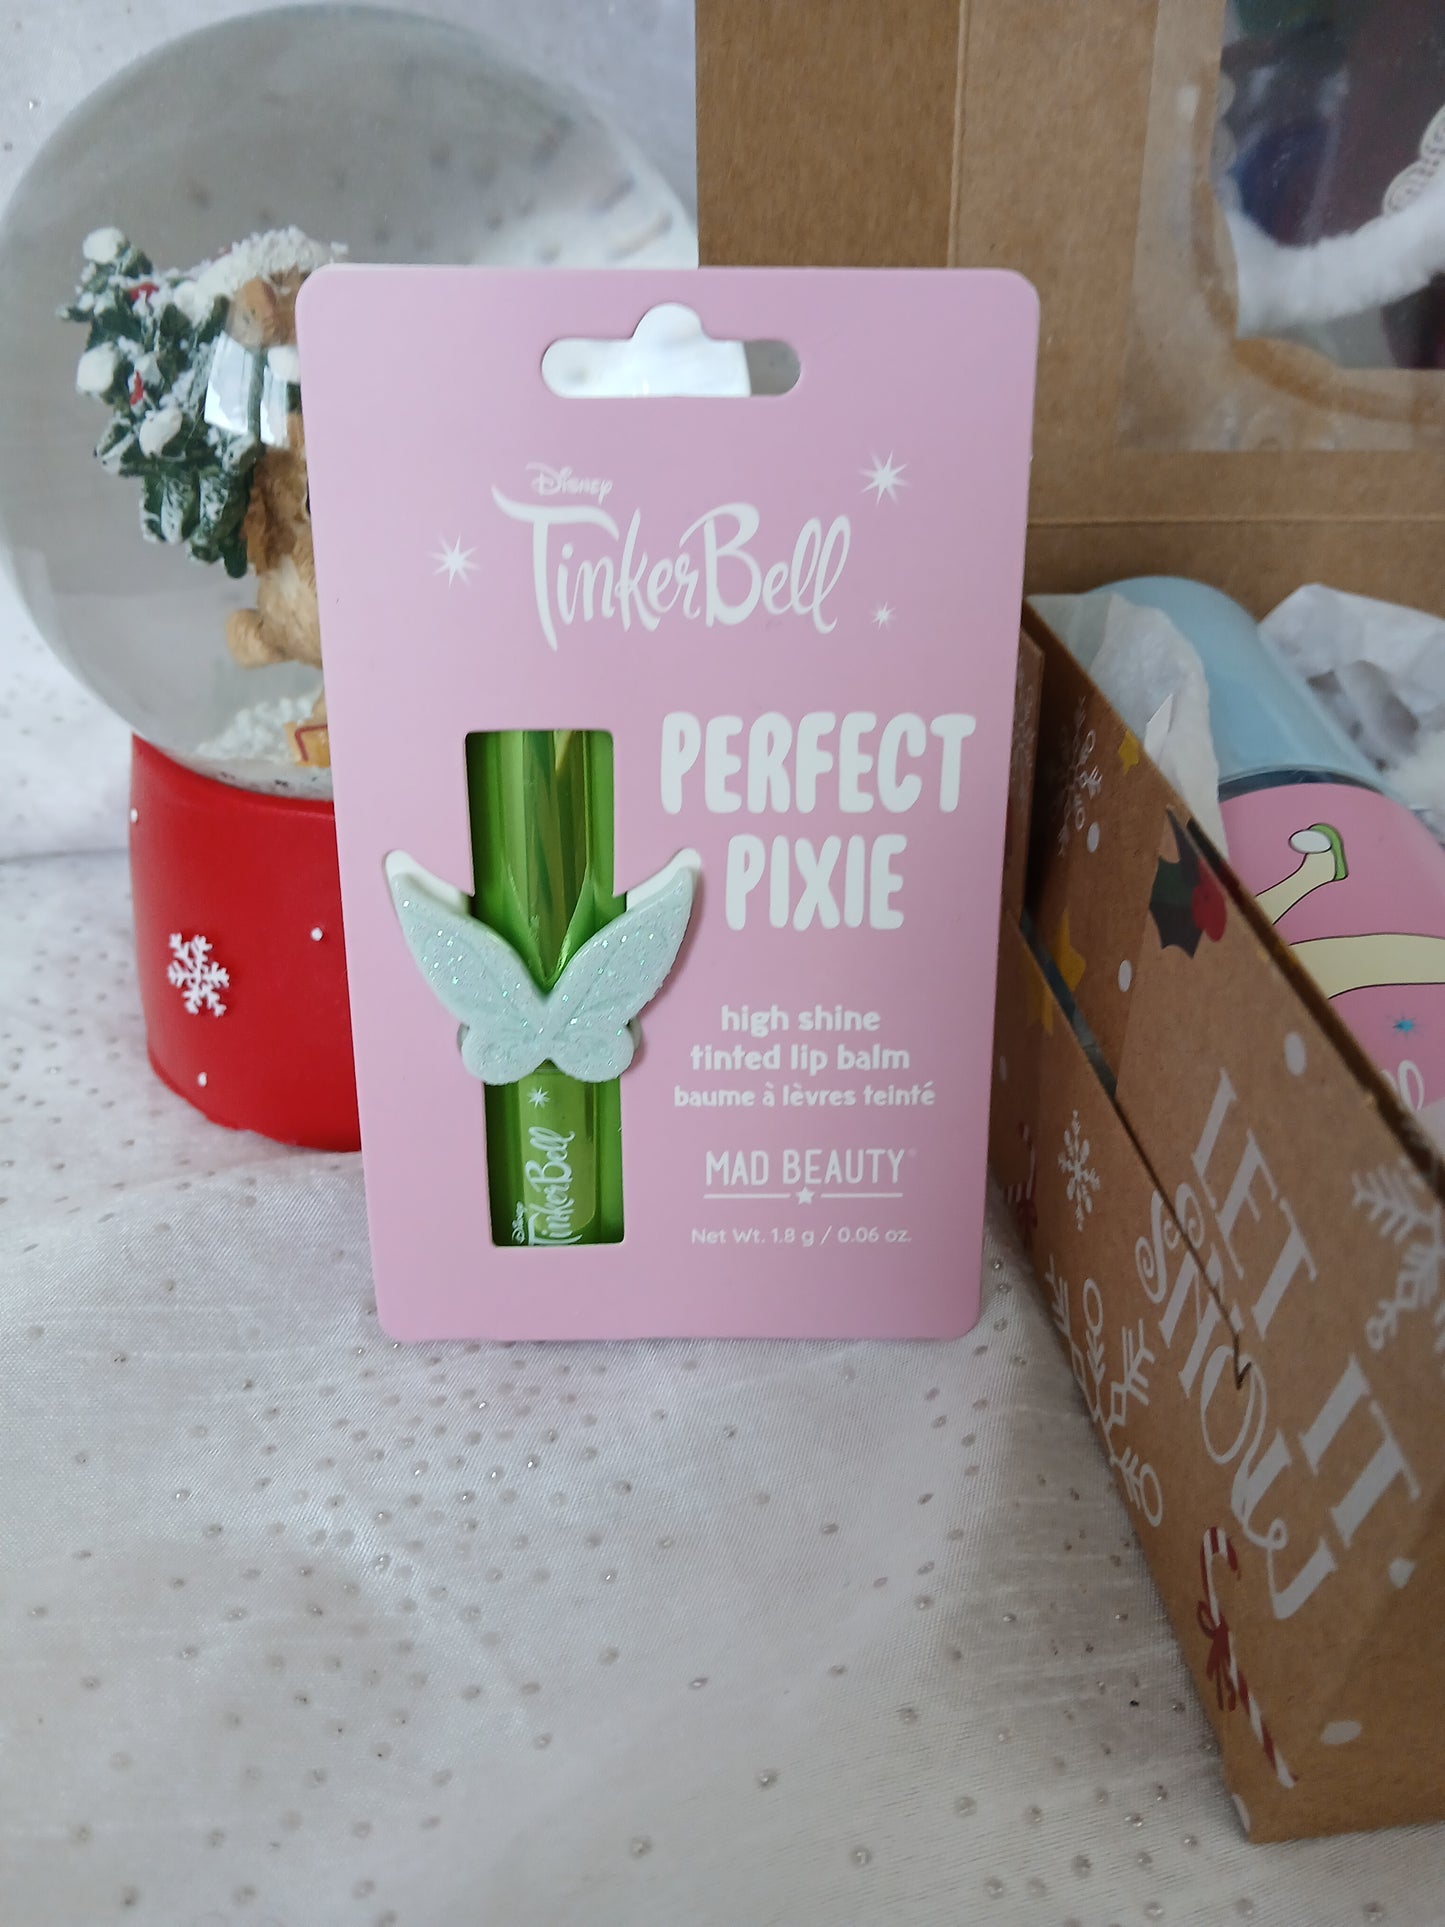 Disney
TinkerBell
PERFECT
PIXIE
high shine
tinted lip balm
baume à lèvres teinté
MAD BEAUTY
Net Wt. 1.8 g / 0.06 oz.
Disney
TinkerBell
LET IT
SNOW